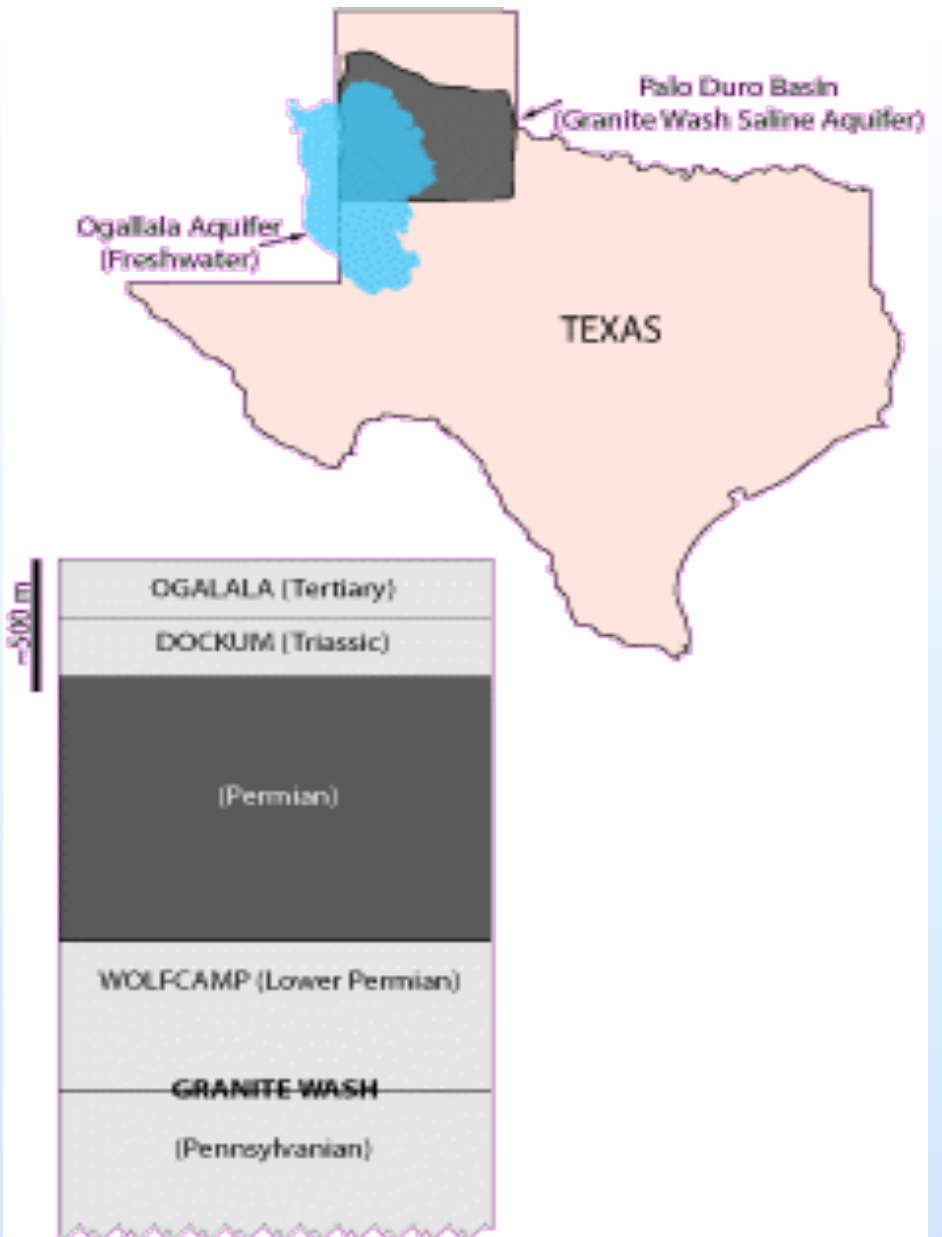 Palo Duro Basin
(Granite Wash Saline Aquifer)
Ogallala Aquifer
(Freshwater)
TEXAS
~500 m
OGALALA (Tertiary)
DOCKUM (Triassic)
(Permian)
WOLFCAMP (Lower Permian)
GRANITE WASH
(Pennsylvanian)